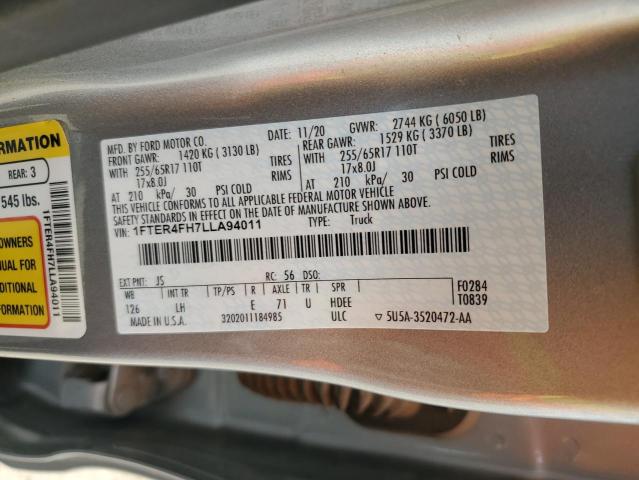 MFD. BY FORD MOTOR CO.
DATE: 11/20 GVWR: 2744 KG ( 6050 LB)
FRONT GAWR: 1420 KG ( 3130 LB) REAR GAWR: 1529 KG ( 3370 LB)
WITH 255/65R17 110T TIRES WITH 255/65R17 110T TIRES
17x8.0J RIMS 17x8.0J RIMS
AT 210 kPa/ 30 PSI COLD AT 210 kPa/ 30 PSI COLD
THIS VEHICLE CONFORMS TO ALL APPLICABLE FEDERAL MOTOR VEHICLE
SAFETY STANDARDS IN EFFECT ON THE DATE OF MANUFACTURE SHOWN ABOVE.
VIN: 1FTER4FH7LLA94011
TYPE: Truck
EXT PNT: JS RC: 56 DSO:
WB INT TR TP/PS R AXLE TR SPR F0284
126 LH E 71 U HDEE T0839
MADE IN U.S.A. 3202011184985 ULC ▽ 5U5A-3520472-AA
REAR: 3
545 lbs.
OWNERS
1FTER4FH7LLA94011